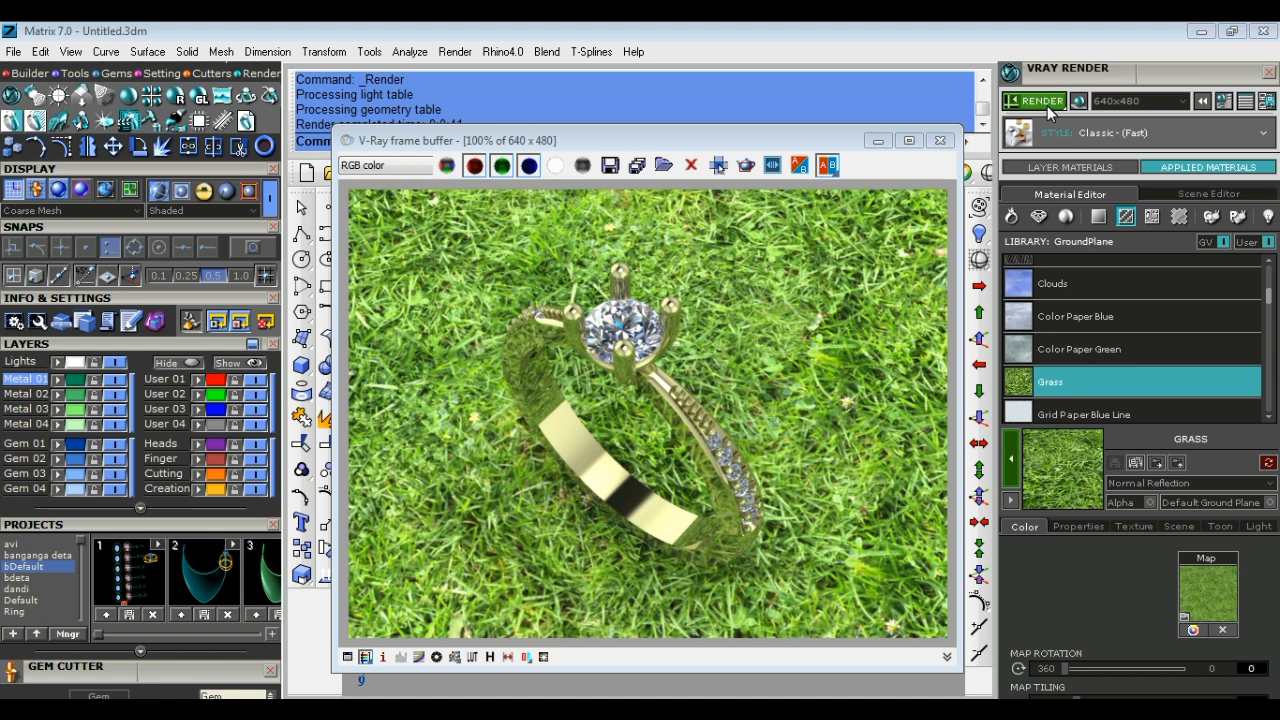 Matrix 7.0 - Untitled.3dm
File Edit View Curve Surface Solid Mesh Dimension Transform Tools Analyze Render Rhino4.0 Blend T-Splines Help
Builder Tools Gems Setting Cutters Render
DISPLAY
Coarse Mesh Shaded
SNAPS
0.1 0.25 0.5 1.0
INFO & SETTINGS
LAYERS
Lights Hide Show
Metal 01 User 01
Metal 02 User 02
Metal 03 User 03
Metal 04 User 04
Gem 01 Heads
Gem 02 Finger
Gem 03 Cutting
Gem 04 Creation
PROJECTS
avi
banganga deta
bDefault
bdeta
dandi
Default
Ring
1 2 3
Mngr
GEM CUTTER
Gem Gem
Command: _Render
Processing light table
Processing geometry table
Render completed time: 0:0:41
Comm
V-Ray frame buffer - [100% of 640 x 480]
RGB color
LUT H
VRAY RENDER
RENDER 640x480
STYLE: Classic - (Fast)
LAYER MATERIALS APPLIED MATERIALS
Material Editor Scene Editor
LIBRARY: GroundPlane GV User
Clouds
Color Paper Blue
Color Paper Green
Grass
Grid Paper Blue Line
GRASS
Normal Reflection
Alpha Default Ground Plane
Color Properties Texture Scene Toon Light
Map
MAP ROTATION
360 0 0
MAP TILING